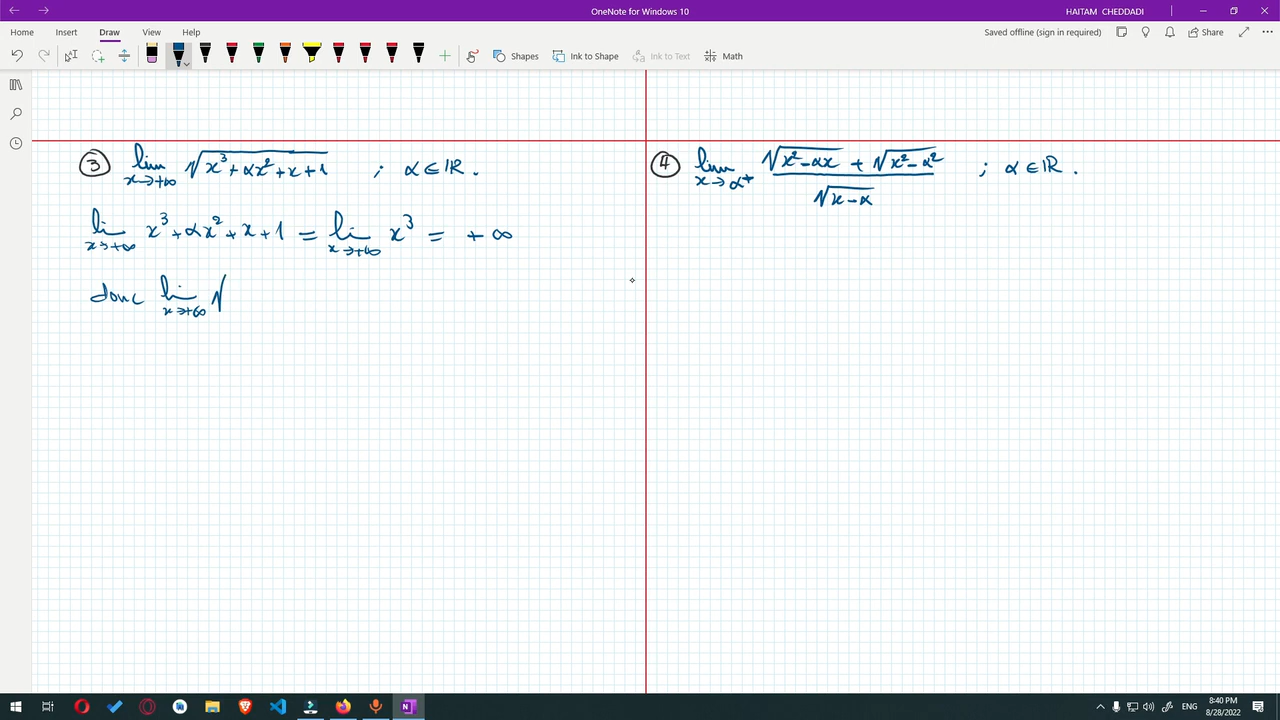 OneNote for Windows 10
HAITAM CHEDDADI
Home Insert Draw View Help
Saved offline (sign in required)
Share
Shapes
Ink to Shape
Ink to Text
Math
③ lim x→+∞ √(x³+αx²+x+1) ; α∈ℝ.
lim x→+∞ x³+αx²+x+1 = lim x→+∞ x³ = +∞
donc lim x→+∞ √
④ lim x→α⁺ (√(x²-αx) + √(x²-α²))/√(x-α) ; α∈ℝ.
ENG
8:40 PM
8/28/2022